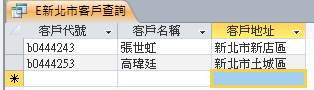 E新北市客戶查詢
客戶代號 客戶名稱 客戶地址
b0444243 張世虹 新北市新店區
b0444253 高瑋廷 新北市土城區